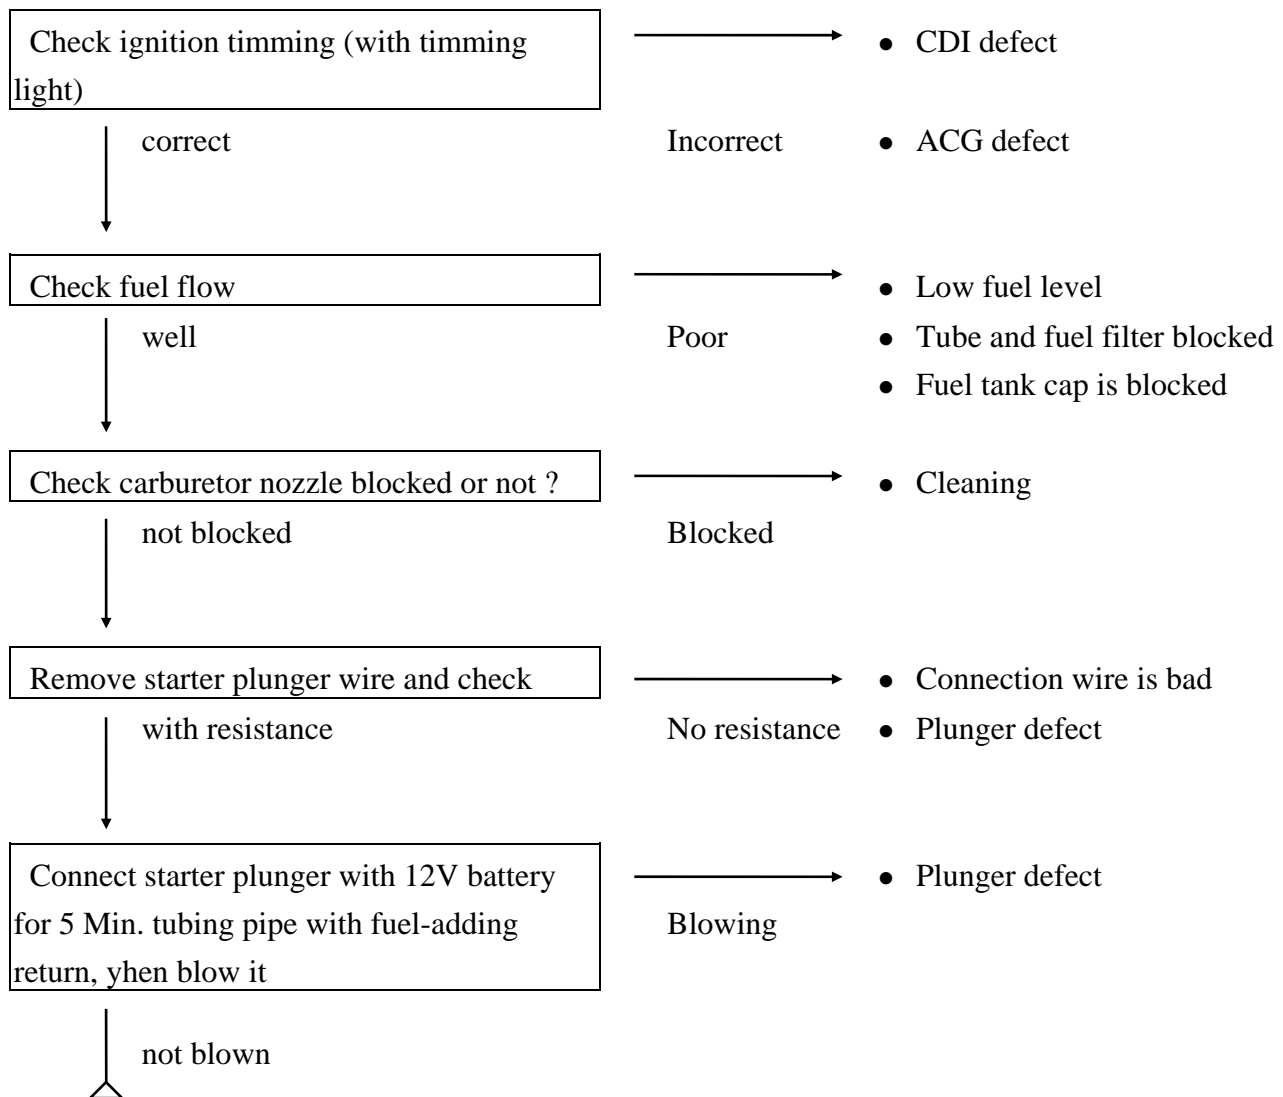 Check ignition timming (with timming
light)
● CDI defect
correct
Incorrect
● ACG defect
Check fuel flow
● Low fuel level
well
Poor
● Tube and fuel filter blocked
● Fuel tank cap is blocked
Check carburetor nozzle blocked or not ?
● Cleaning
not blocked
Blocked
Remove starter plunger wire and check
● Connection wire is bad
with resistance
No resistance
● Plunger defect
Connect starter plunger with 12V battery
for 5 Min. tubing pipe with fuel-adding
return, yhen blow it
● Plunger defect
Blowing
not blown